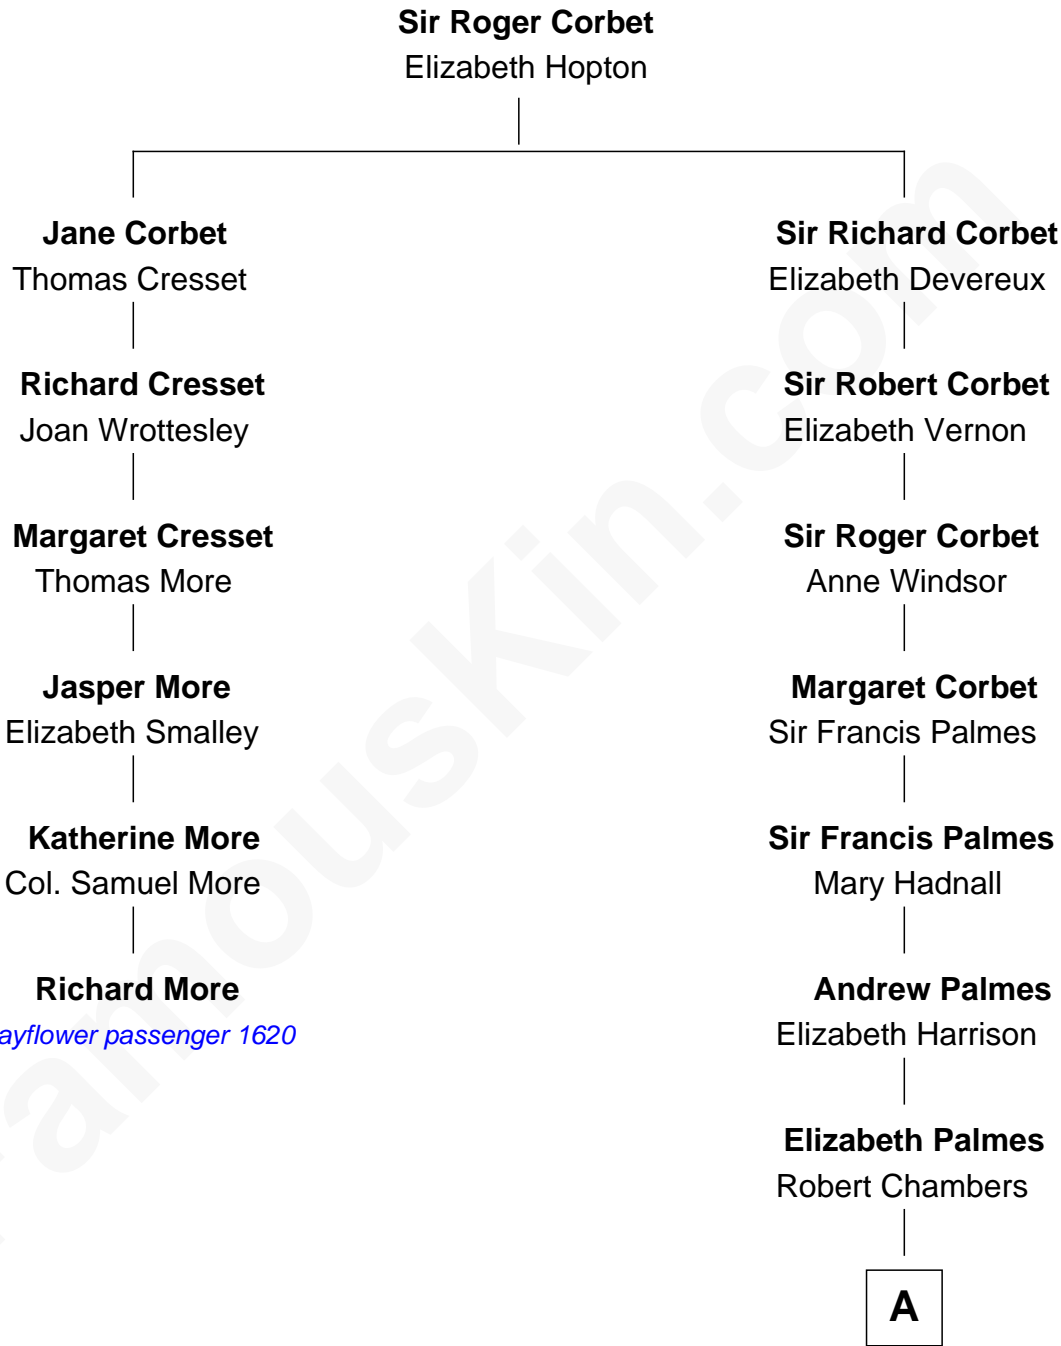 Sir Roger Corbet
Elizabeth Hopton
Jane Corbet
Thomas Cresset
Richard Cresset
Joan Wrottesley
Margaret Cresset
Thomas More
Jasper More
Elizabeth Smalley
Katherine More
Col. Samuel More
Richard More
ayflower passenger 1620
Sir Richard Corbet
Elizabeth Devereux
Sir Robert Corbet
Elizabeth Vernon
Sir Roger Corbet
Anne Windsor
Margaret Corbet
Sir Francis Palmes
Sir Francis Palmes
Mary Hadnall
Andrew Palmes
Elizabeth Harrison
Elizabeth Palmes
Robert Chambers
A
famouskin.com